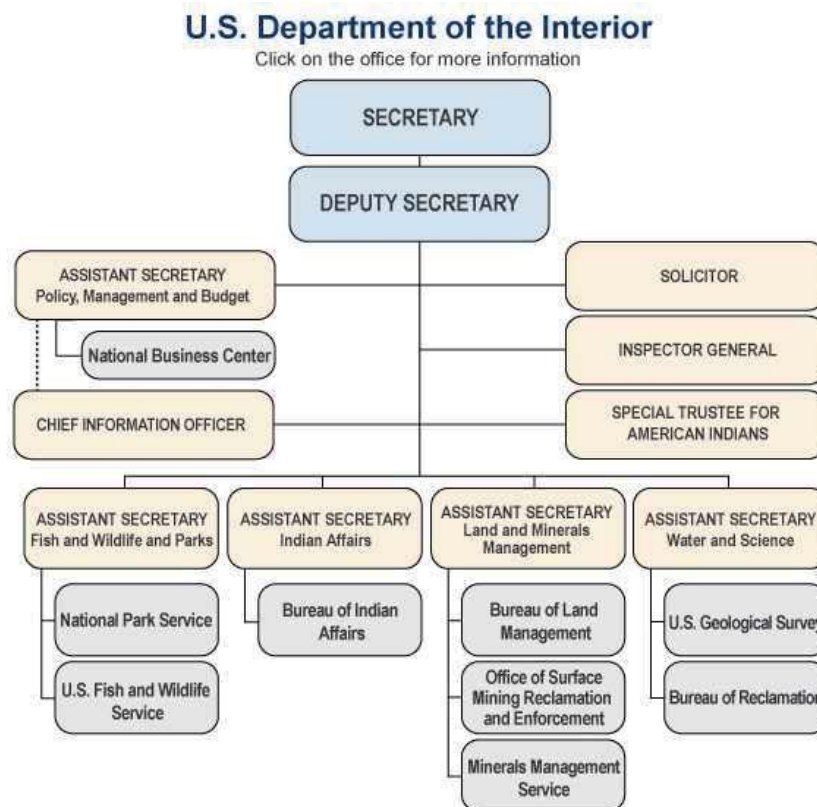 U.S. Department of the Interior
Click on the office for more information
SECRETARY
DEPUTY SECRETARY
ASSISTANT SECRETARY
Policy, Management and Budget
SOLICITOR
National Business Center
INSPECTOR GENERAL
CHIEF INFORMATION OFFICER
SPECIAL TRUSTEE FOR
AMERICAN INDIANS
ASSISTANT SECRETARY
Fish and Wildlife and Parks
ASSISTANT SECRETARY
Indian Affairs
ASSISTANT SECRETARY
Land and Minerals
Management
ASSISTANT SECRETARY
Water and Science
National Park Service
U.S. Fish and Wildlife
Service
Bureau of Indian
Affairs
Bureau of Land
Management
Office of Surface
Mining Reclamation
and Enforcement
Minerals Management
Service
U.S. Geological Survey
Bureau of Reclamation